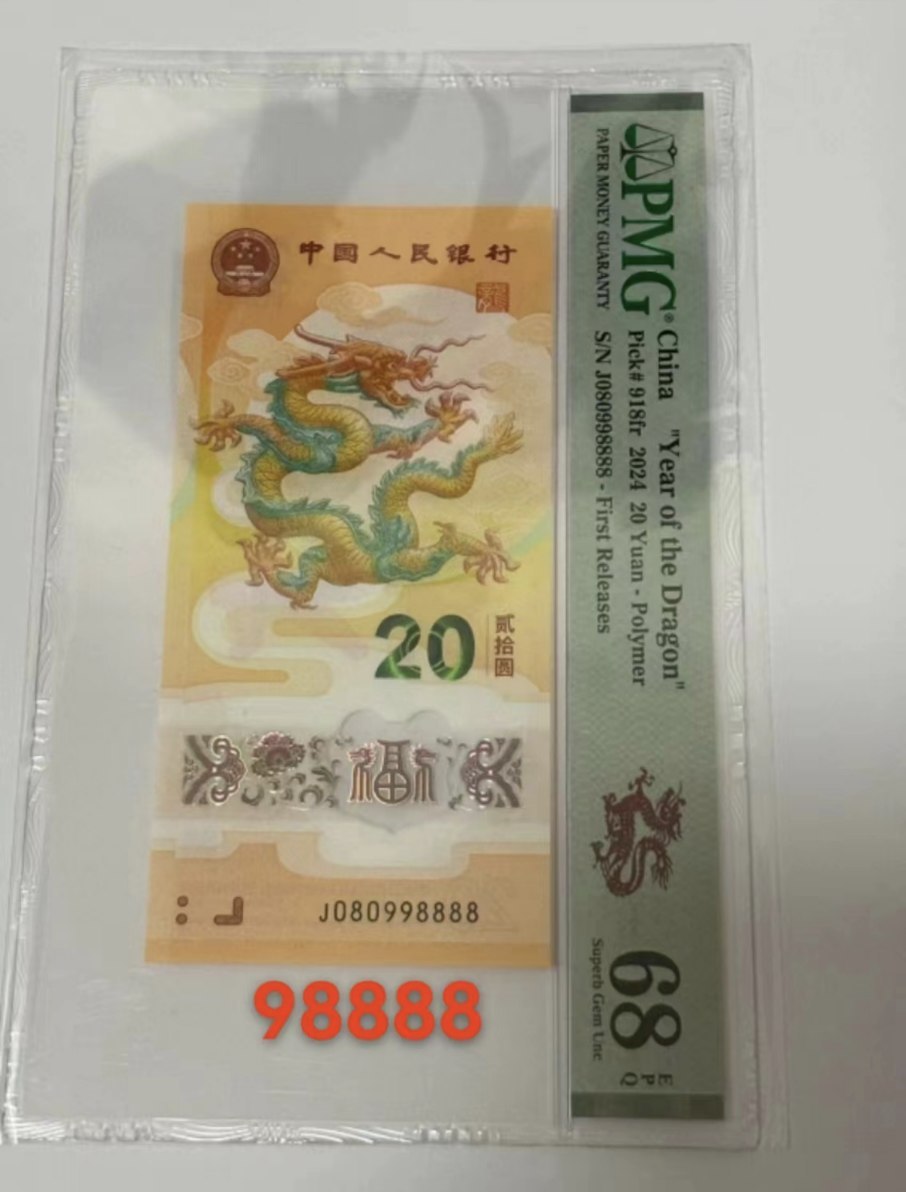 中国人民银行
20
贰拾圆
福
J080998888
98888
PMG®
PAPER MONEY GUARANTY
China "Year of the Dragon"
Pick# 918fr 2024 20 Yuan - Polymer
S/N J080998888 - First Releases
68
EPQ
Superb Gem Unc